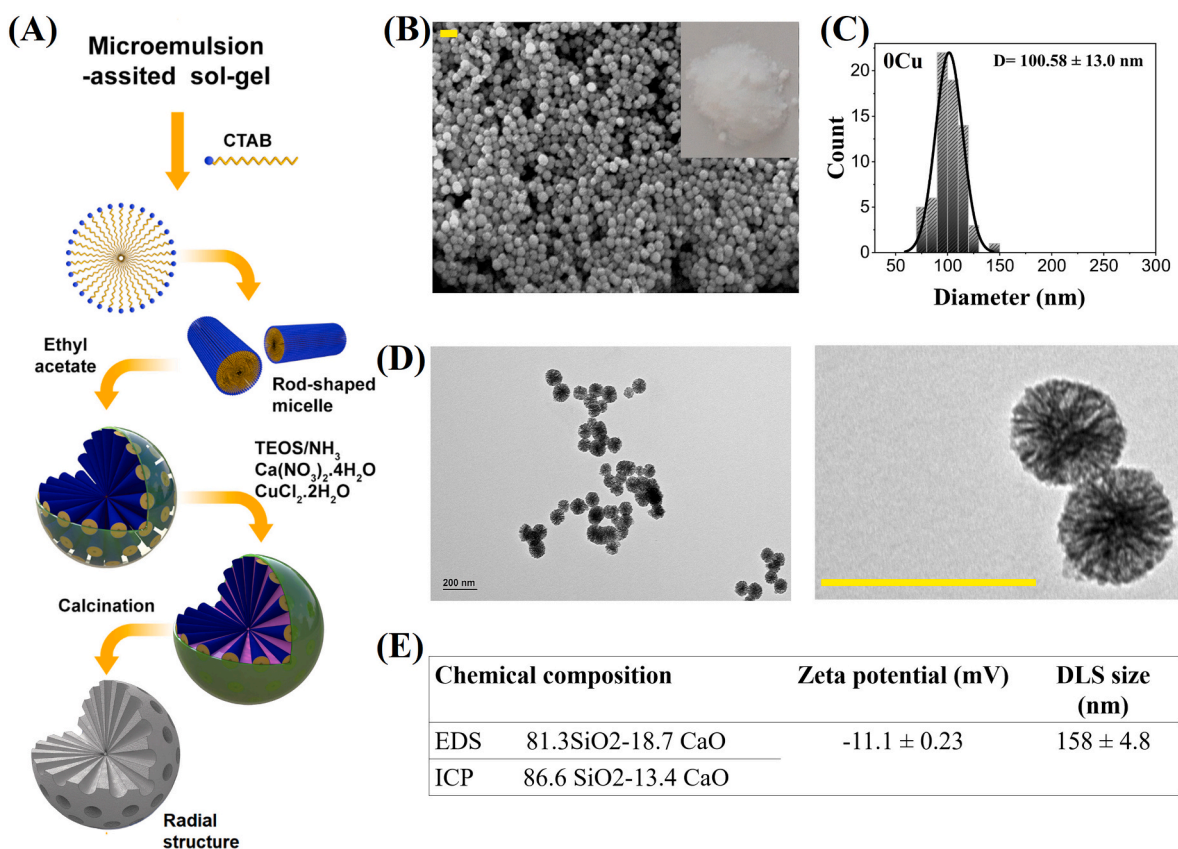 (A)
Microemulsion
-assited sol-gel
CTAB
Ethyl
acetate
Rod-shaped
micelle
TEOS/NH3
Ca(NO3)2.4H2O
CuCl2.2H2O
Calcination
Radial
structure
(B)
(C)
0Cu
D= 100.58 ± 13.0 nm
Count
20
15
10
5
0
50
100
150
200
250
300
Diameter (nm)
(D)
200 nm
(E)
Chemical composition Zeta potential (mV) DLS size
(nm)
EDS 81.3SiO2-18.7 CaO -11.1 ± 0.23 158 ± 4.8
ICP 86.6 SiO2-13.4 CaO